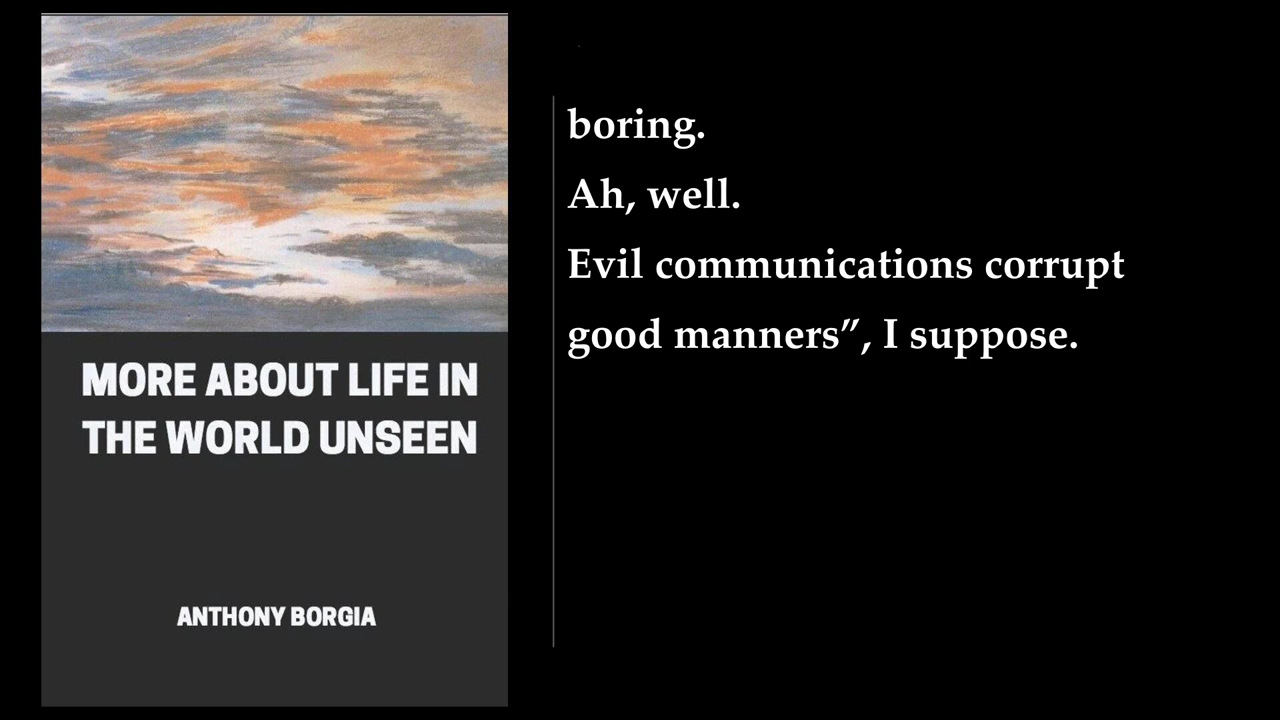 MORE ABOUT LIFE IN
THE WORLD UNSEEN
ANTHONY BORGIA
boring.
Ah, well.
Evil communications corrupt
good manners”, I suppose.